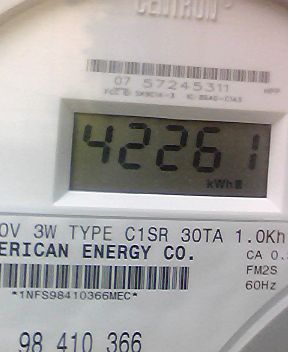 CENTRON®
07 57245311
42261
kWh
0V 3W TYPE C1SR 30TA 1.0Kh
ERICAN ENERGY CO.
CA 0.
FM2S
*1NFS98410366MEC*
60Hz
98 410 366